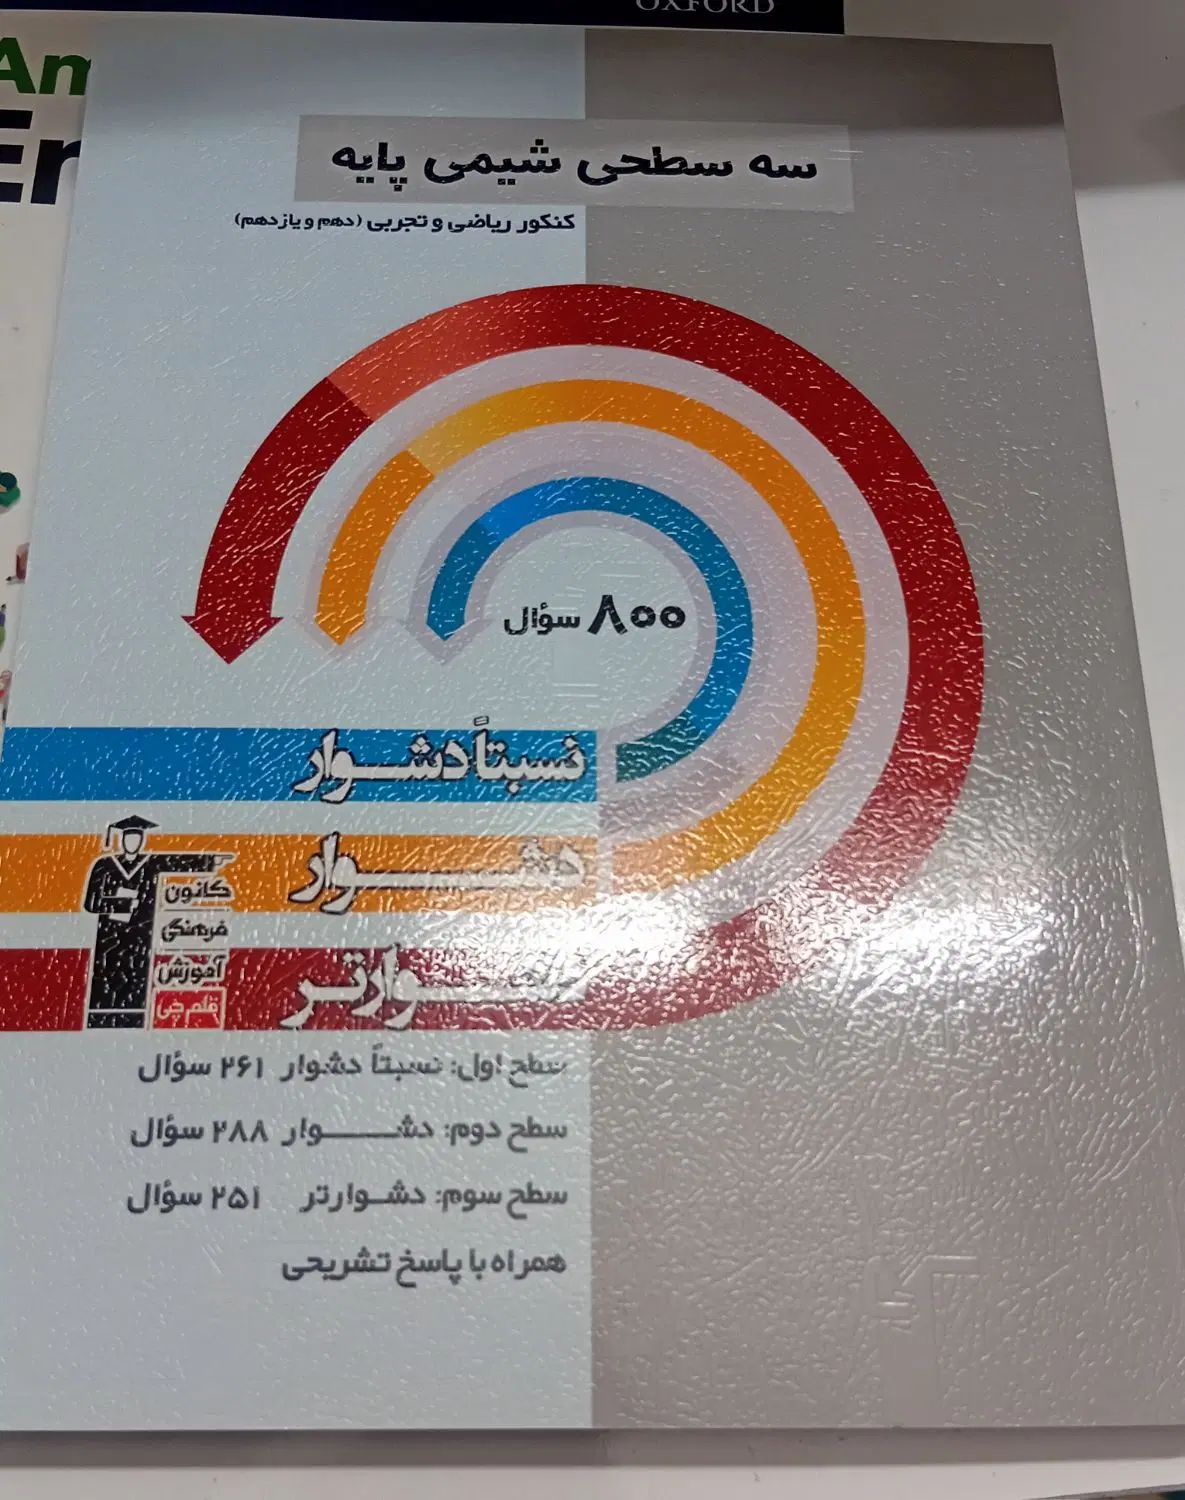 OXFORD
Am
En
سه سطحی شیمی پایه
کنکور ریاضی و تجربی (دهم و یازدهم)
۸۰۰ سؤال
نسبتاً دشوار
دشوار
کانون
فرهنگی
آموزش
قلم‌چی
سطح اول: نسبتاً دشوار ۲۶۱ سؤال
سطح دوم: دشوار ۲۸۸ سؤال
سطح سوم: دشوارتر ۲۵۱ سؤال
همراه با پاسخ تشریحی